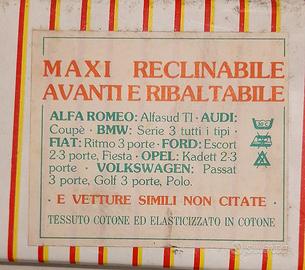 MAXI RECLINABILE
AVANTI E RIBALTABILE
ALFA ROMEO: Alfasud TI · AUDI:
Coupè · BMW: Serie 3 tutti i tipi ·
FIAT: Ritmo 3 porte · FORD: Escort
2-3 porte, Fiesta · OPEL: Kadett 2-3
porte · VOLKSWAGEN: Passat
3 porte, Golf 3 porte, Polo.
· E VETTURE SIMILI NON CITATE ·
TESSUTO COTONE ED ELASTICIZZATO IN COTONE